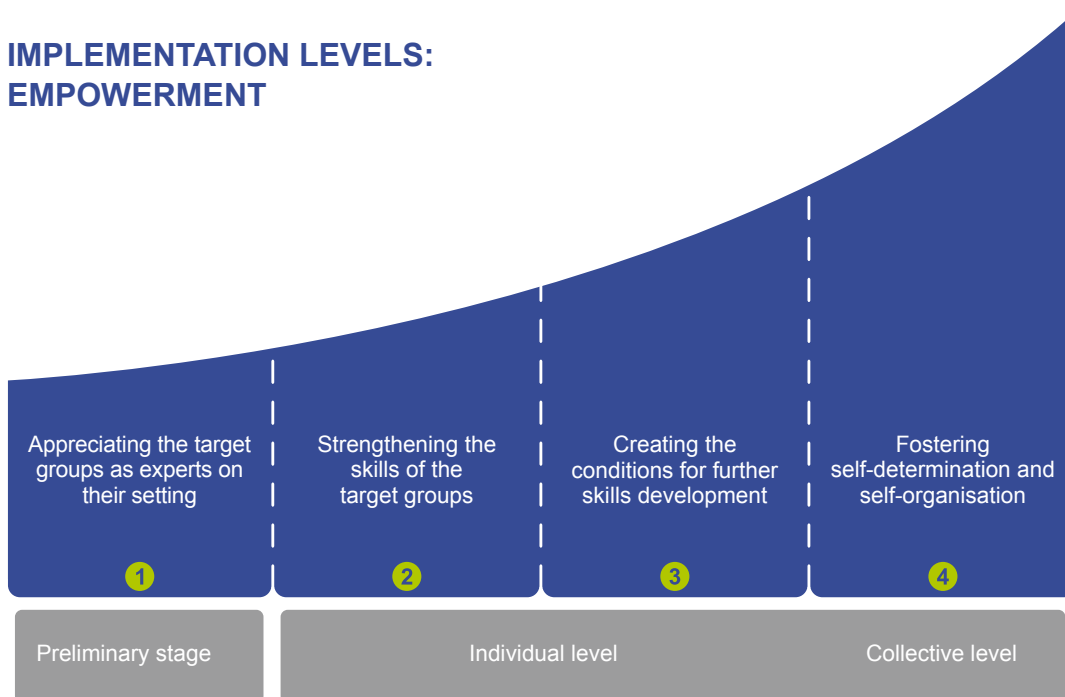 IMPLEMENTATION LEVELS:
EMPOWERMENT
Appreciating the target
groups as experts on
their setting
1
Strengthening the
skills of the
target groups
2
Creating the
conditions for further
skills development
3
Fostering
self-determination and
self-organisation
4
Preliminary stage
Individual level
Collective level